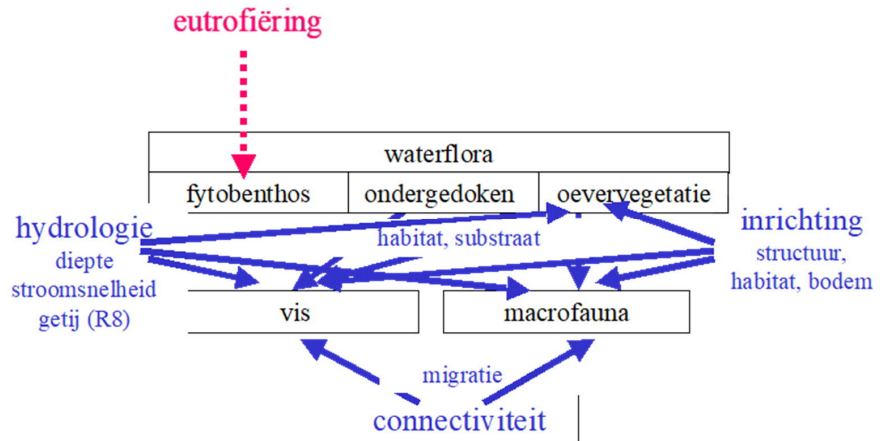 eutrofiëring
waterflora
fytobenthos
ondergedoken
oevervegetatie
hydrologie
diepte
stroomsnelheid
getij (R8)
habitat, substraat
inrichting
structuur,
habitat, bodem
vis
macrofauna
migratie
connectiviteit